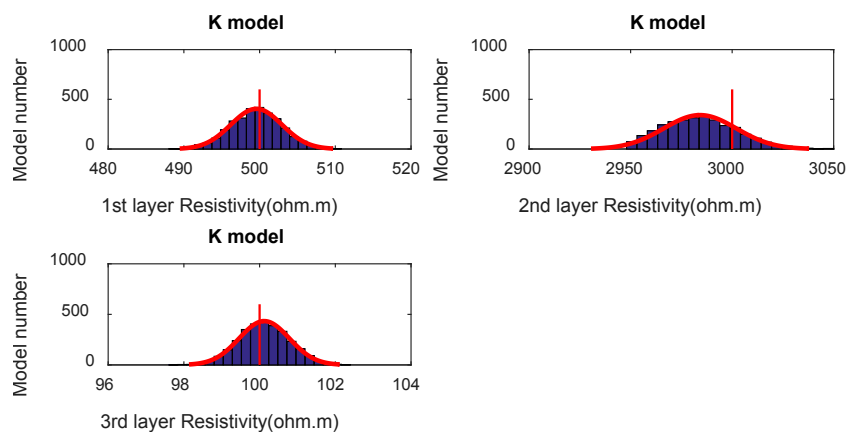 K model
1000
500
0
Model number
480 490 500 510 520
1st layer Resistivity(ohm.m)
K model
1000
500
0
Model number
2900 2950 3000 3050
2nd layer Resistivity(ohm.m)
K model
1000
500
0
Model number
96 98 100 102 104
3rd layer Resistivity(ohm.m)